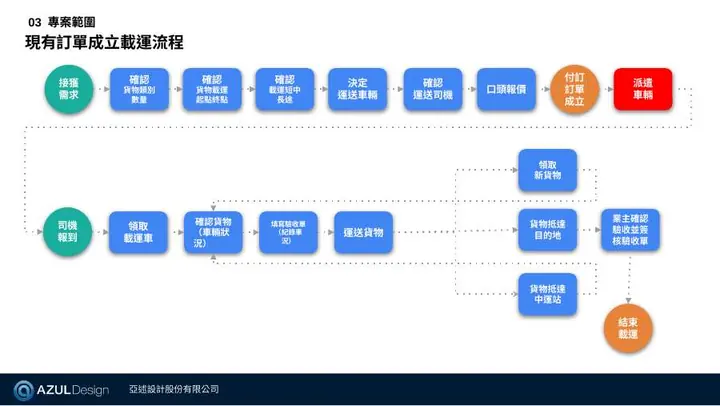 03 專案範圍
現有訂單成立載運流程
接獲
需求
確認
貨物類別
數量
確認
貨物載運
起點終點
確認
載運短中
長途
決定
運送車輛
確認
運送司機
口頭報價
付訂
訂單
成立
派遣
車輛
司機
報到
領取
載運車
確認貨物
（車輛狀
況）
填寫驗收單
（紀錄車
況）
運送貨物
領取
新貨物
貨物抵達
目的地
業主確認
驗收並簽
核驗收單
貨物抵達
中運站
結束
載運
AZULDesign 亞述設計股份有限公司